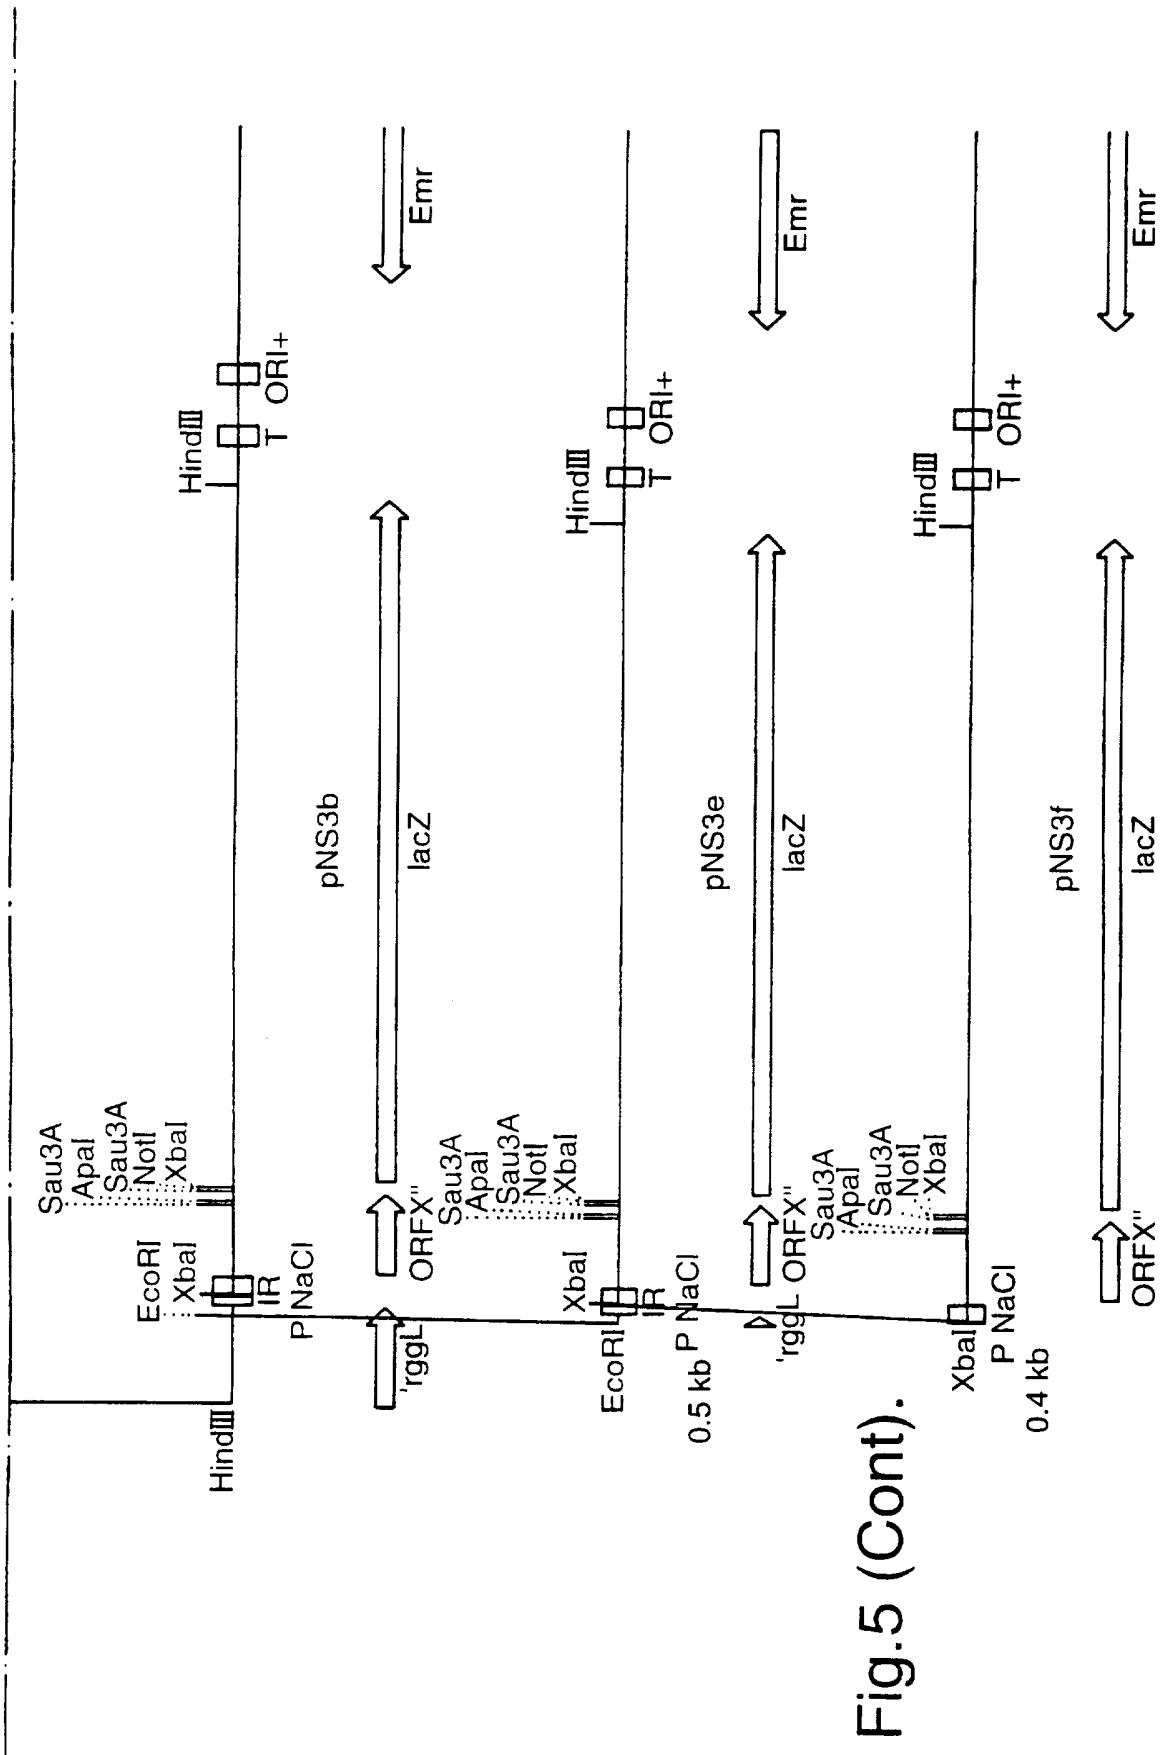 Sau3A
ApaI
Sau3A
NotI
XbaI
EcoRI
XbaI
HindIII
IR
P NaCl
HindIII
T
ORI+
pNS3b
'rggL
ORFX"
lacZ
Emr
Sau3A
ApaI
Sau3A
NotI
XbaI
XbaI
EcoRI
IR
P NaCl
0.5 kb
HindIII
T
ORI+
pNS3e
'rggL
ORFX"
lacZ
Emr
Sau3A
ApaI
Sau3A
NotI
XbaI
XbaI
P NaCl
0.4 kb
HindIII
T
ORI+
pNS3f
ORFX"
lacZ
Emr
Fig.5 (Cont).